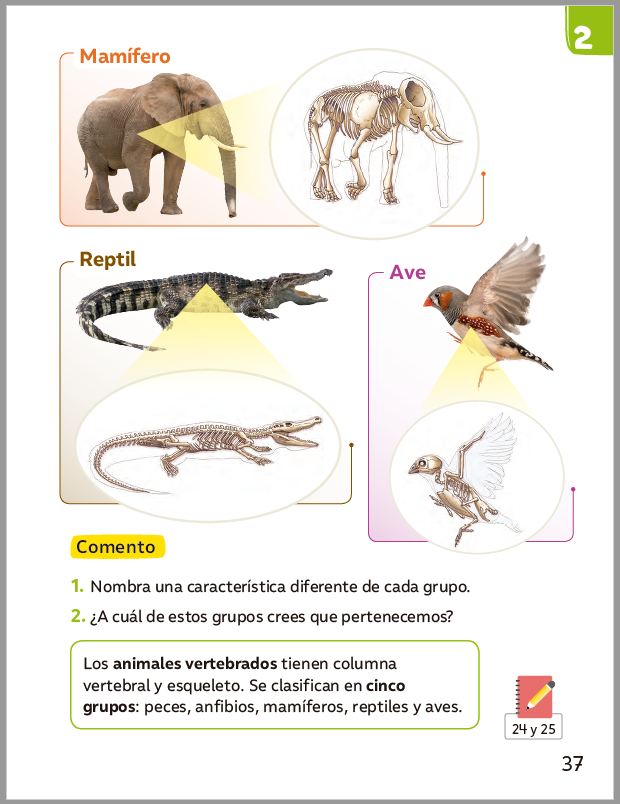 2
Mamífero
Reptil
Ave
Comento
1. Nombra una característica diferente de cada grupo.
2. ¿A cuál de estos grupos crees que pertenecemos?
Los animales vertebrados tienen columna
vertebral y esqueleto. Se clasifican en cinco
grupos: peces, anfibios, mamíferos, reptiles y aves.
24 y 25
37